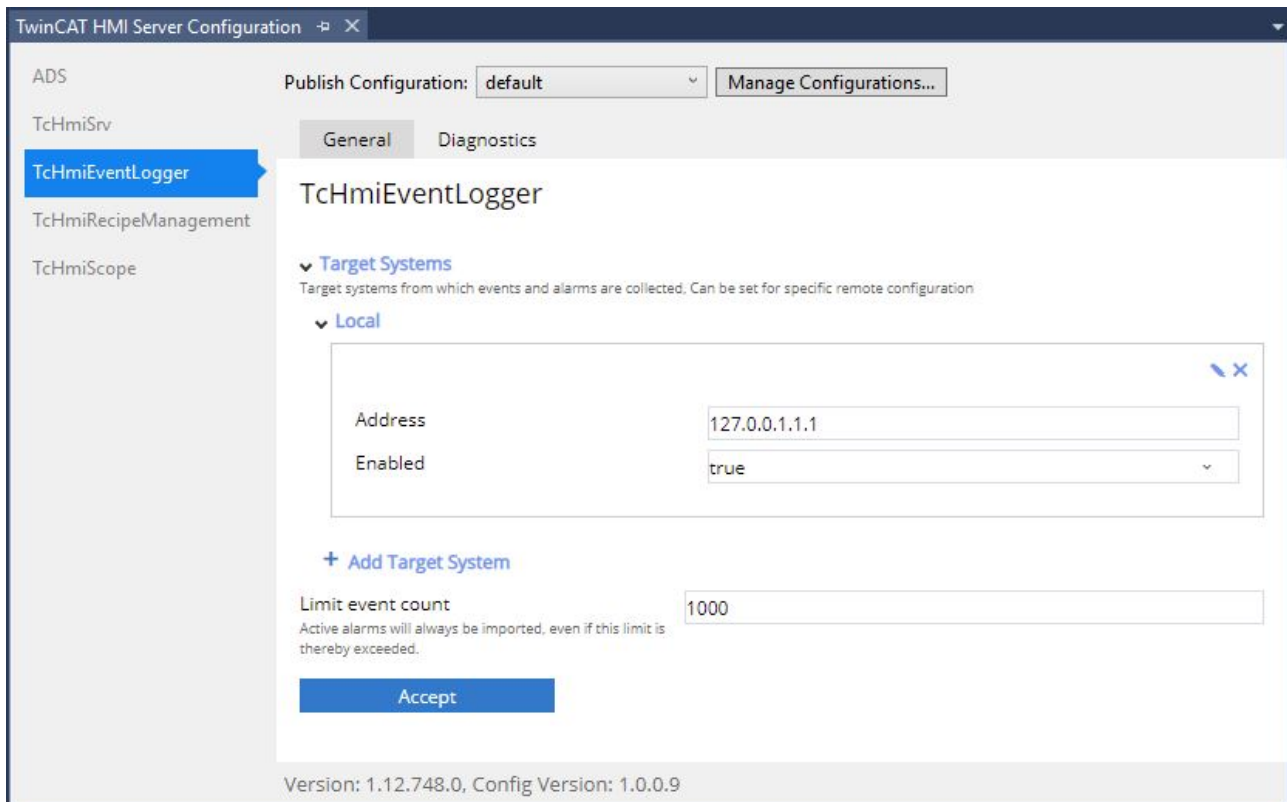 TwinCAT HMI Server Configuration
ADS
TcHmiSrv
TcHmiEventLogger
TcHmiRecipeManagement
TcHmiScope
Publish Configuration: default Manage Configurations...
General Diagnostics
TcHmiEventLogger
Target Systems
Target systems from which events and alarms are collected, Can be set for specific remote configuration
Local
Address 127.0.0.1.1.1
Enabled true
+ Add Target System
Limit event count 1000
Active alarms will always be imported, even if this limit is
thereby exceeded.
Accept
Version: 1.12.748.0, Config Version: 1.0.0.9